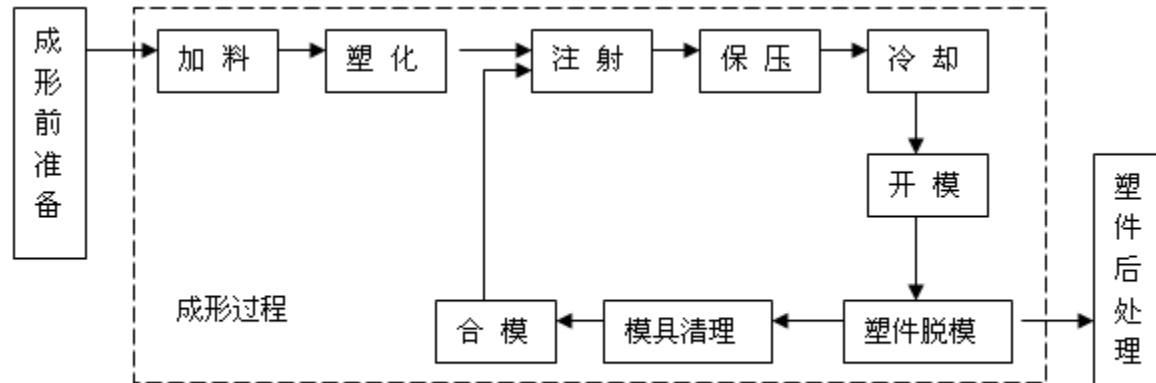 成形前准备
加料
塑化
注射
保压
冷却
开模
塑件后处理
成形过程
合模
模具清理
塑件脱模